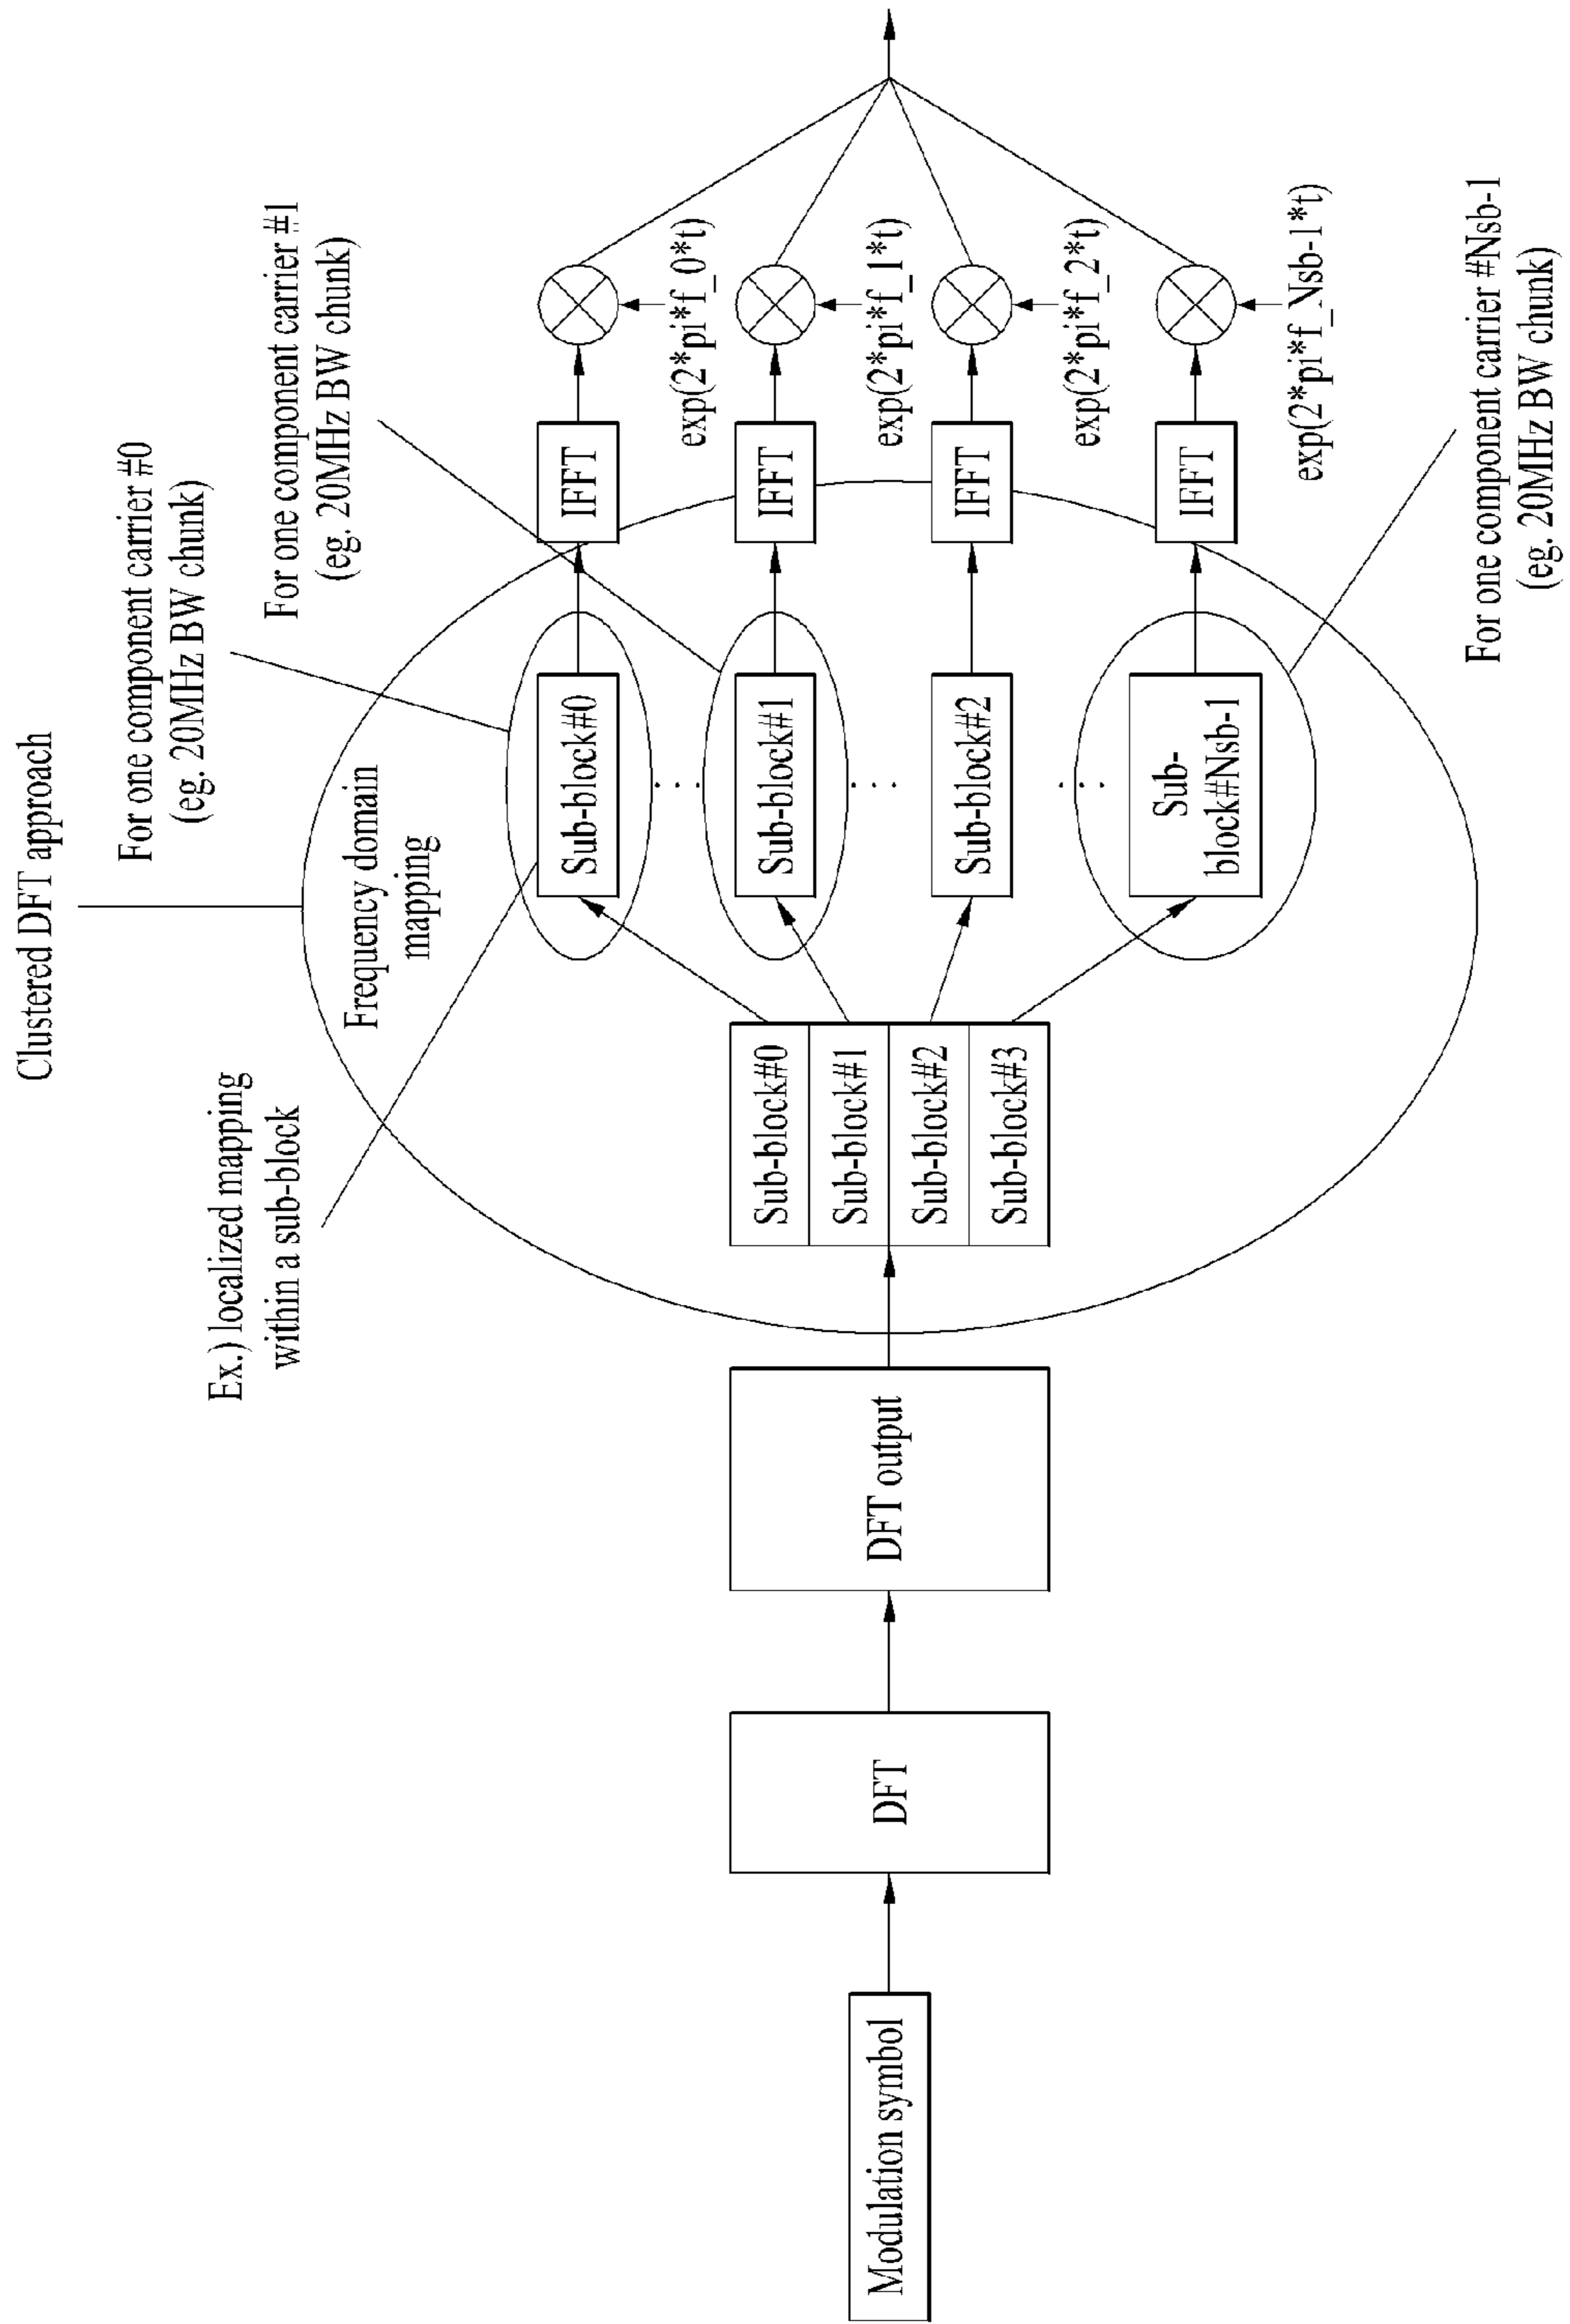 Clustered DFT approach
For one component carrier #0
(eg. 20MHz BW chunk)
For one component carrier #1
(eg. 20MHz BW chunk)
Ex.) localized mapping
within a sub-block
Frequency domain
mapping
Modulation symbol
DFT
DFT output
Sub-block#0
Sub-block#1
Sub-block#2
Sub-block#3
Sub-block#0
IFFT
exp(2*pi*f_0*t)
Sub-block#1
IFFT
exp(2*pi*f_1*t)
Sub-block#2
IFFT
exp(2*pi*f_2*t)
Sub-
block#Nsb-1
IFFT
exp(2*pi*f_Nsb-1*t)
For one component carrier #Nsb-1
(eg. 20MHz BW chunk)